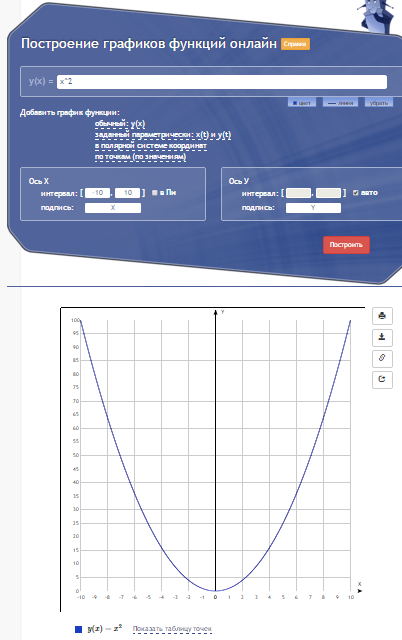 Построение графиков функций онлайн Справка
y(x) = x^2
цвет линия убрать
Добавить график функции:
обычный: y(x)
заданный параметрически: x(t) и y(t)
в полярной системе координат
по точкам (по значениям)
Ось X
интервал: [ -10 , 10 ] в Пи
подпись: X
Ось Y
интервал: [ , ] авто
подпись: Y
Построить
Y
100
95
90
85
80
75
70
65
60
55
50
45
40
35
30
25
20
15
10
5
0
X
-10 -9 -8 -7 -6 -5 -4 -3 -2 -1 0 1 2 3 4 5 6 7 8 9 10
y(x) = x²
Показать таблицу точек